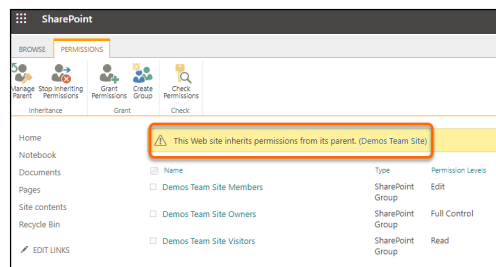 SharePoint
BROWSE PERMISSIONS
Manage Parent Stop Inheriting Permissions Grant Permissions Create Group Check Permissions
Inheritance Grant Check
Home
Notebook
Documents
Pages
Site contents
Recycle Bin
EDIT LINKS
This Web site inherits permissions from its parent. (Demos Team Site)
Name Type Permission Levels
Demos Team Site Members SharePoint Group Edit
Demos Team Site Owners SharePoint Group Full Control
Demos Team Site Visitors SharePoint Group Read